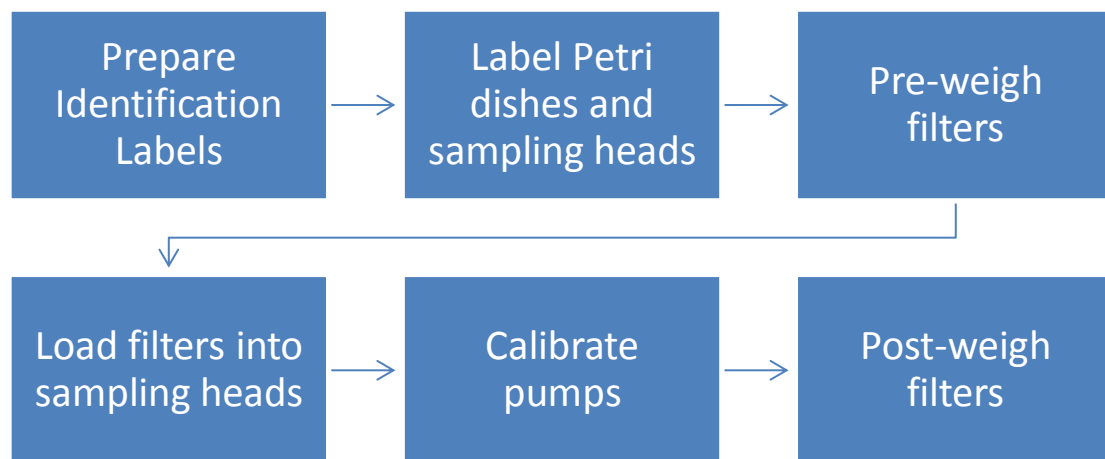 Prepare
Identification
Labels
Label Petri
dishes and
sampling heads
Pre-weigh
filters
Load filters into
sampling heads
Calibrate
pumps
Post-weigh
filters